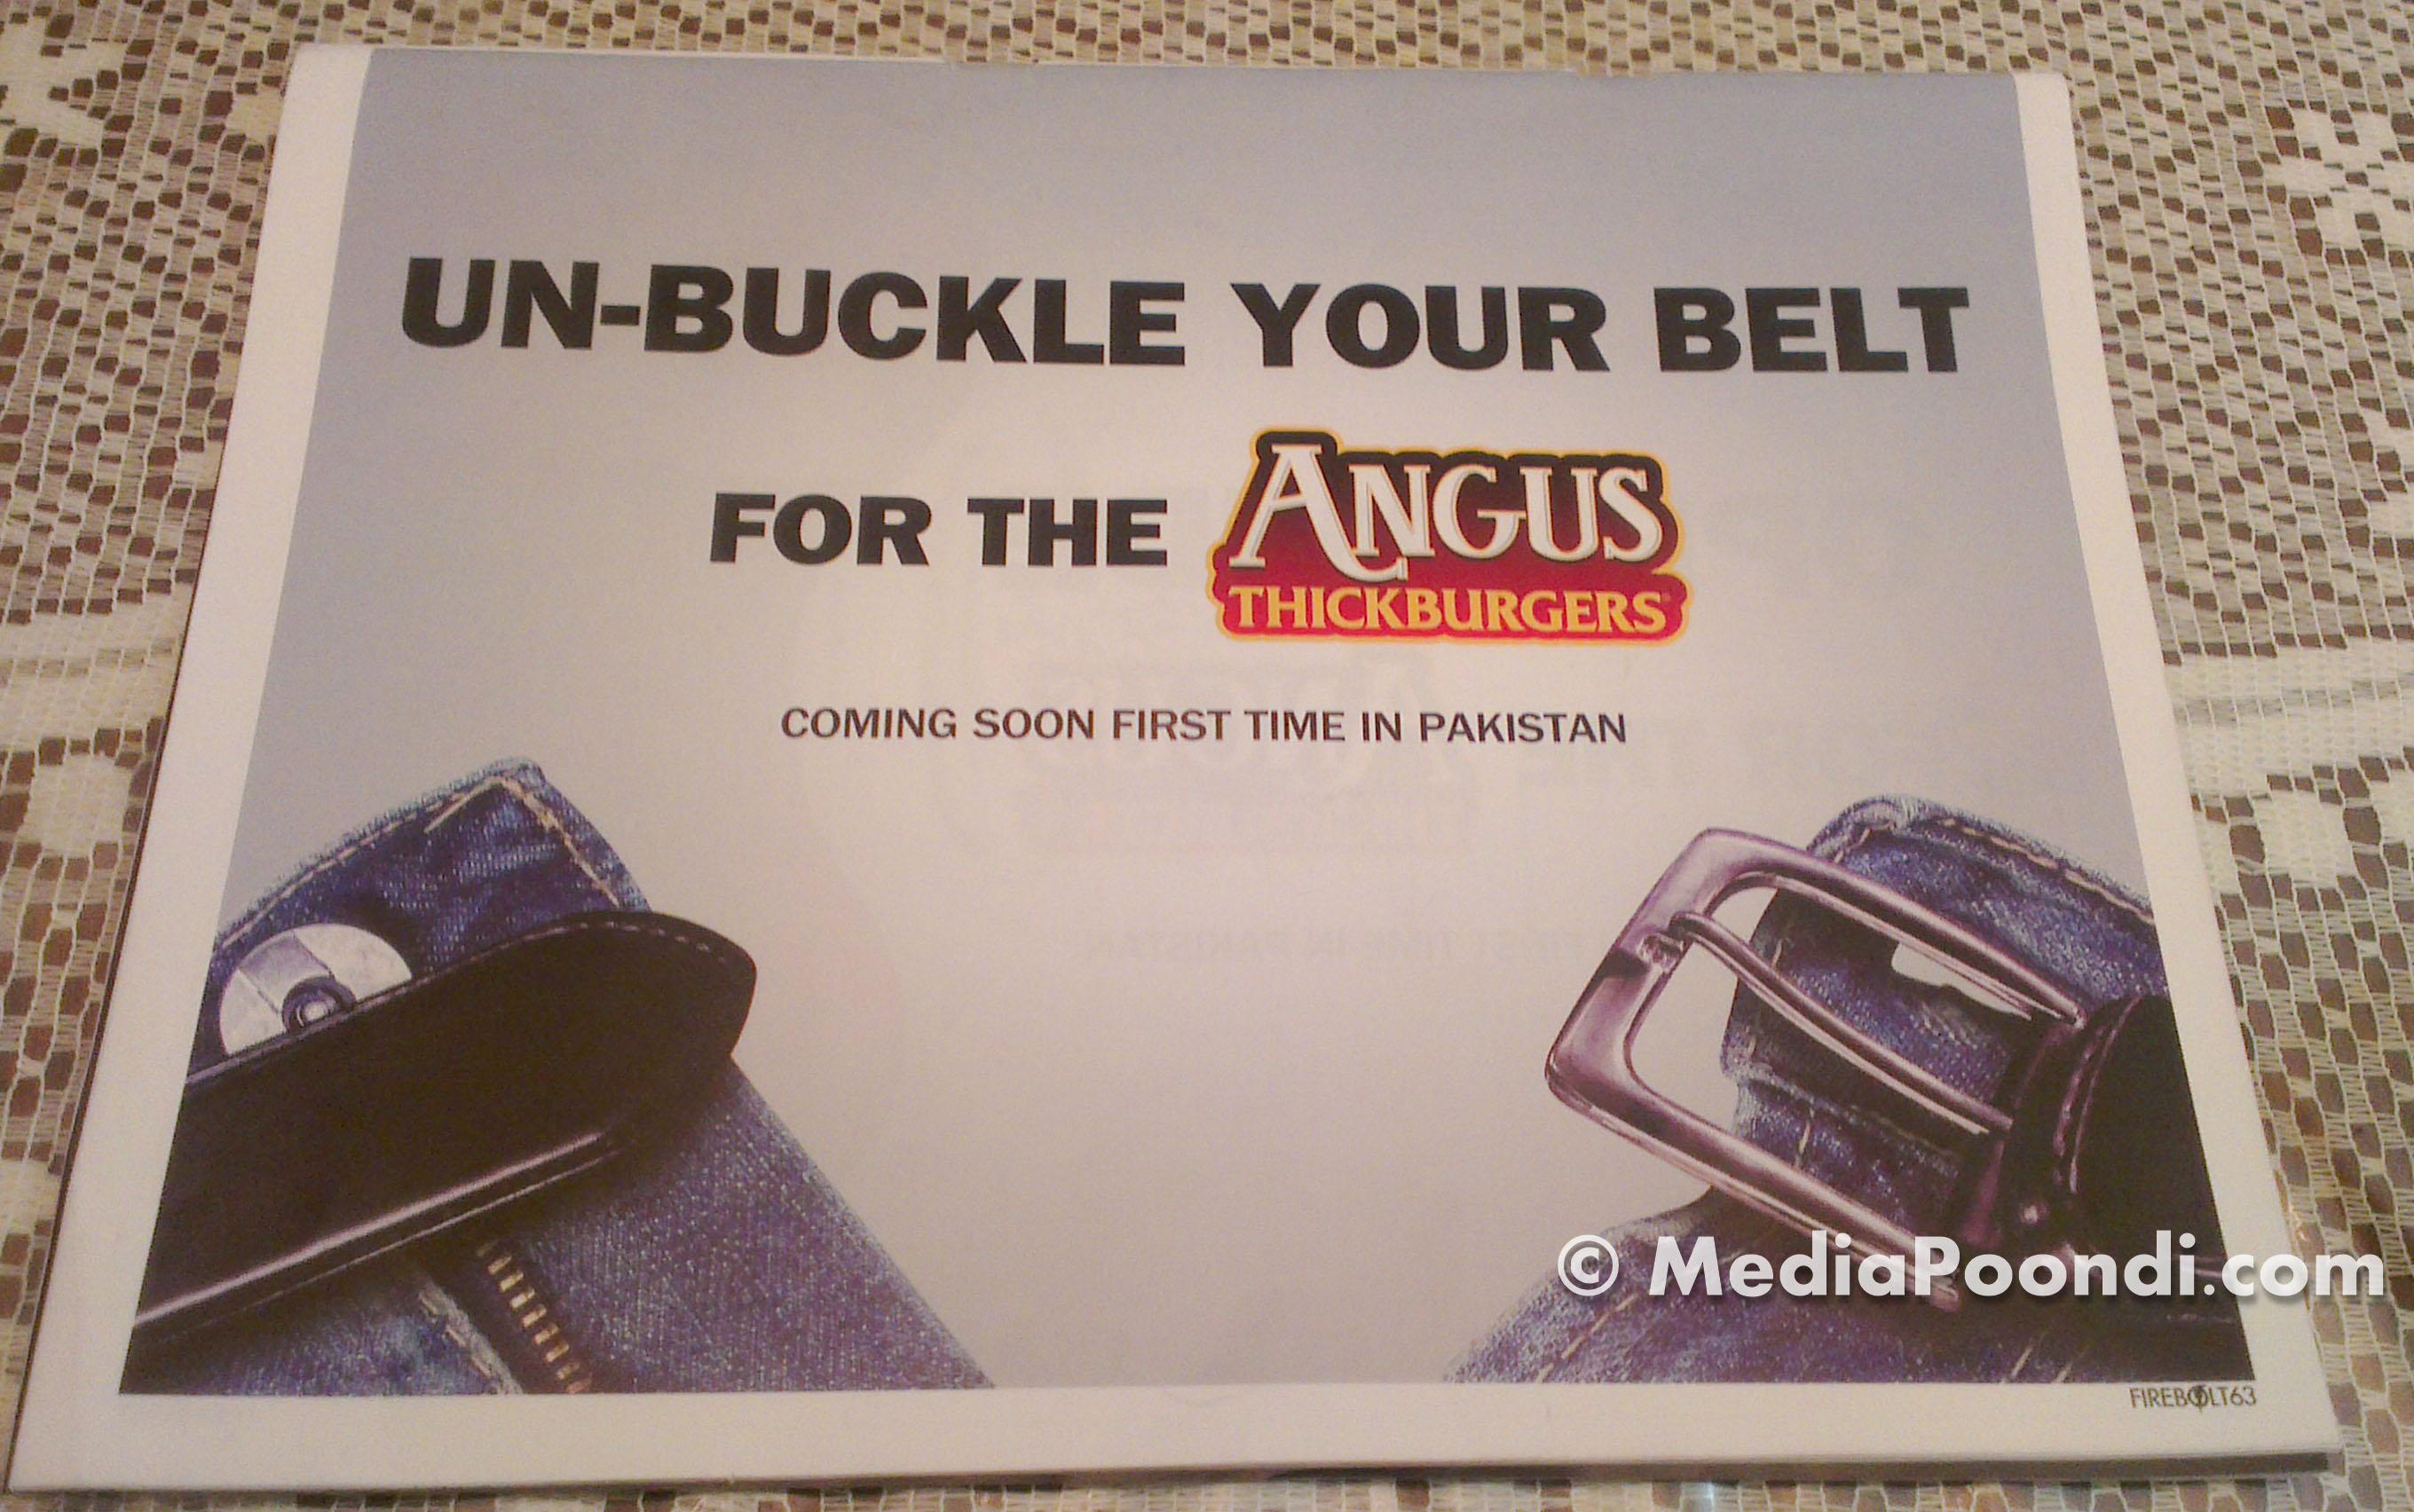 UN-BUCKLE YOUR BELT
FOR THE ANGUS
THICKBURGERS
COMING SOON FIRST TIME IN PAKISTAN
© MediaPoondi.com
FIREBOLT63